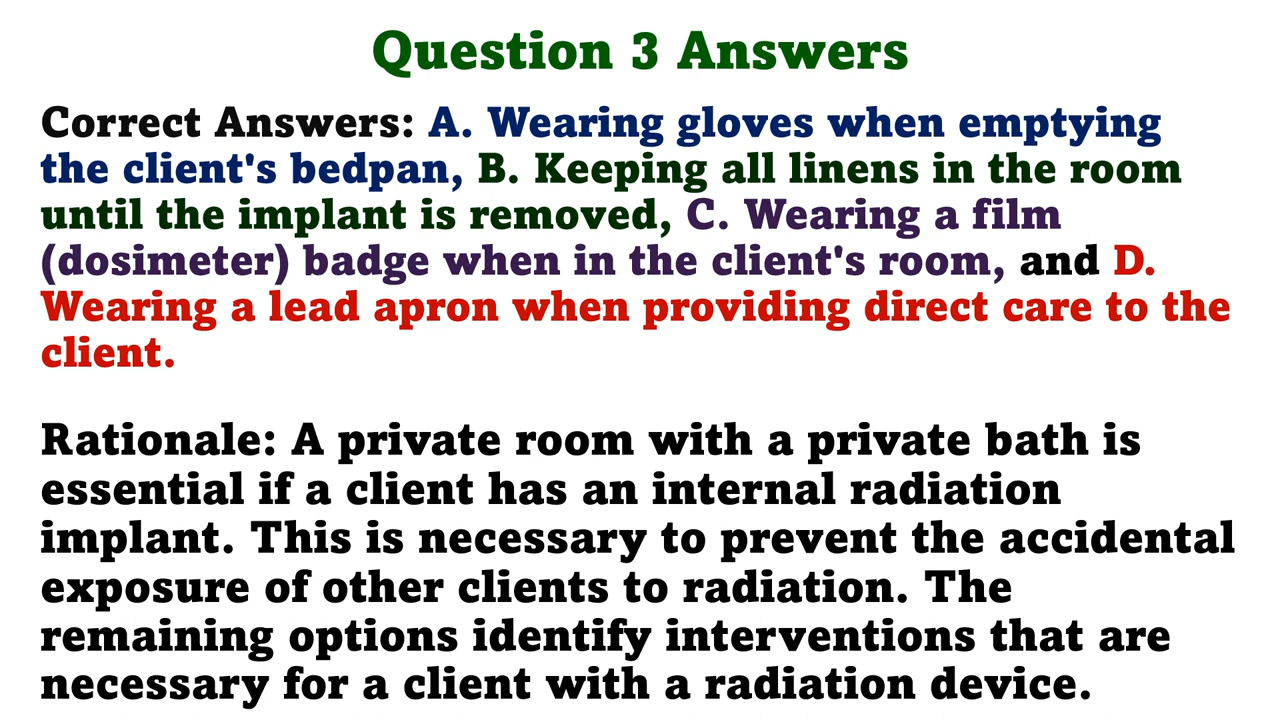 Question 3 Answers
Correct Answers: A. Wearing gloves when emptying
the client's bedpan, B. Keeping all linens in the room
until the implant is removed, C. Wearing a film
(dosimeter) badge when in the client's room, and D.
Wearing a lead apron when providing direct care to the
client.
Rationale: A private room with a private bath is
essential if a client has an internal radiation
implant. This is necessary to prevent the accidental
exposure of other clients to radiation. The
remaining options identify interventions that are
necessary for a client with a radiation device.